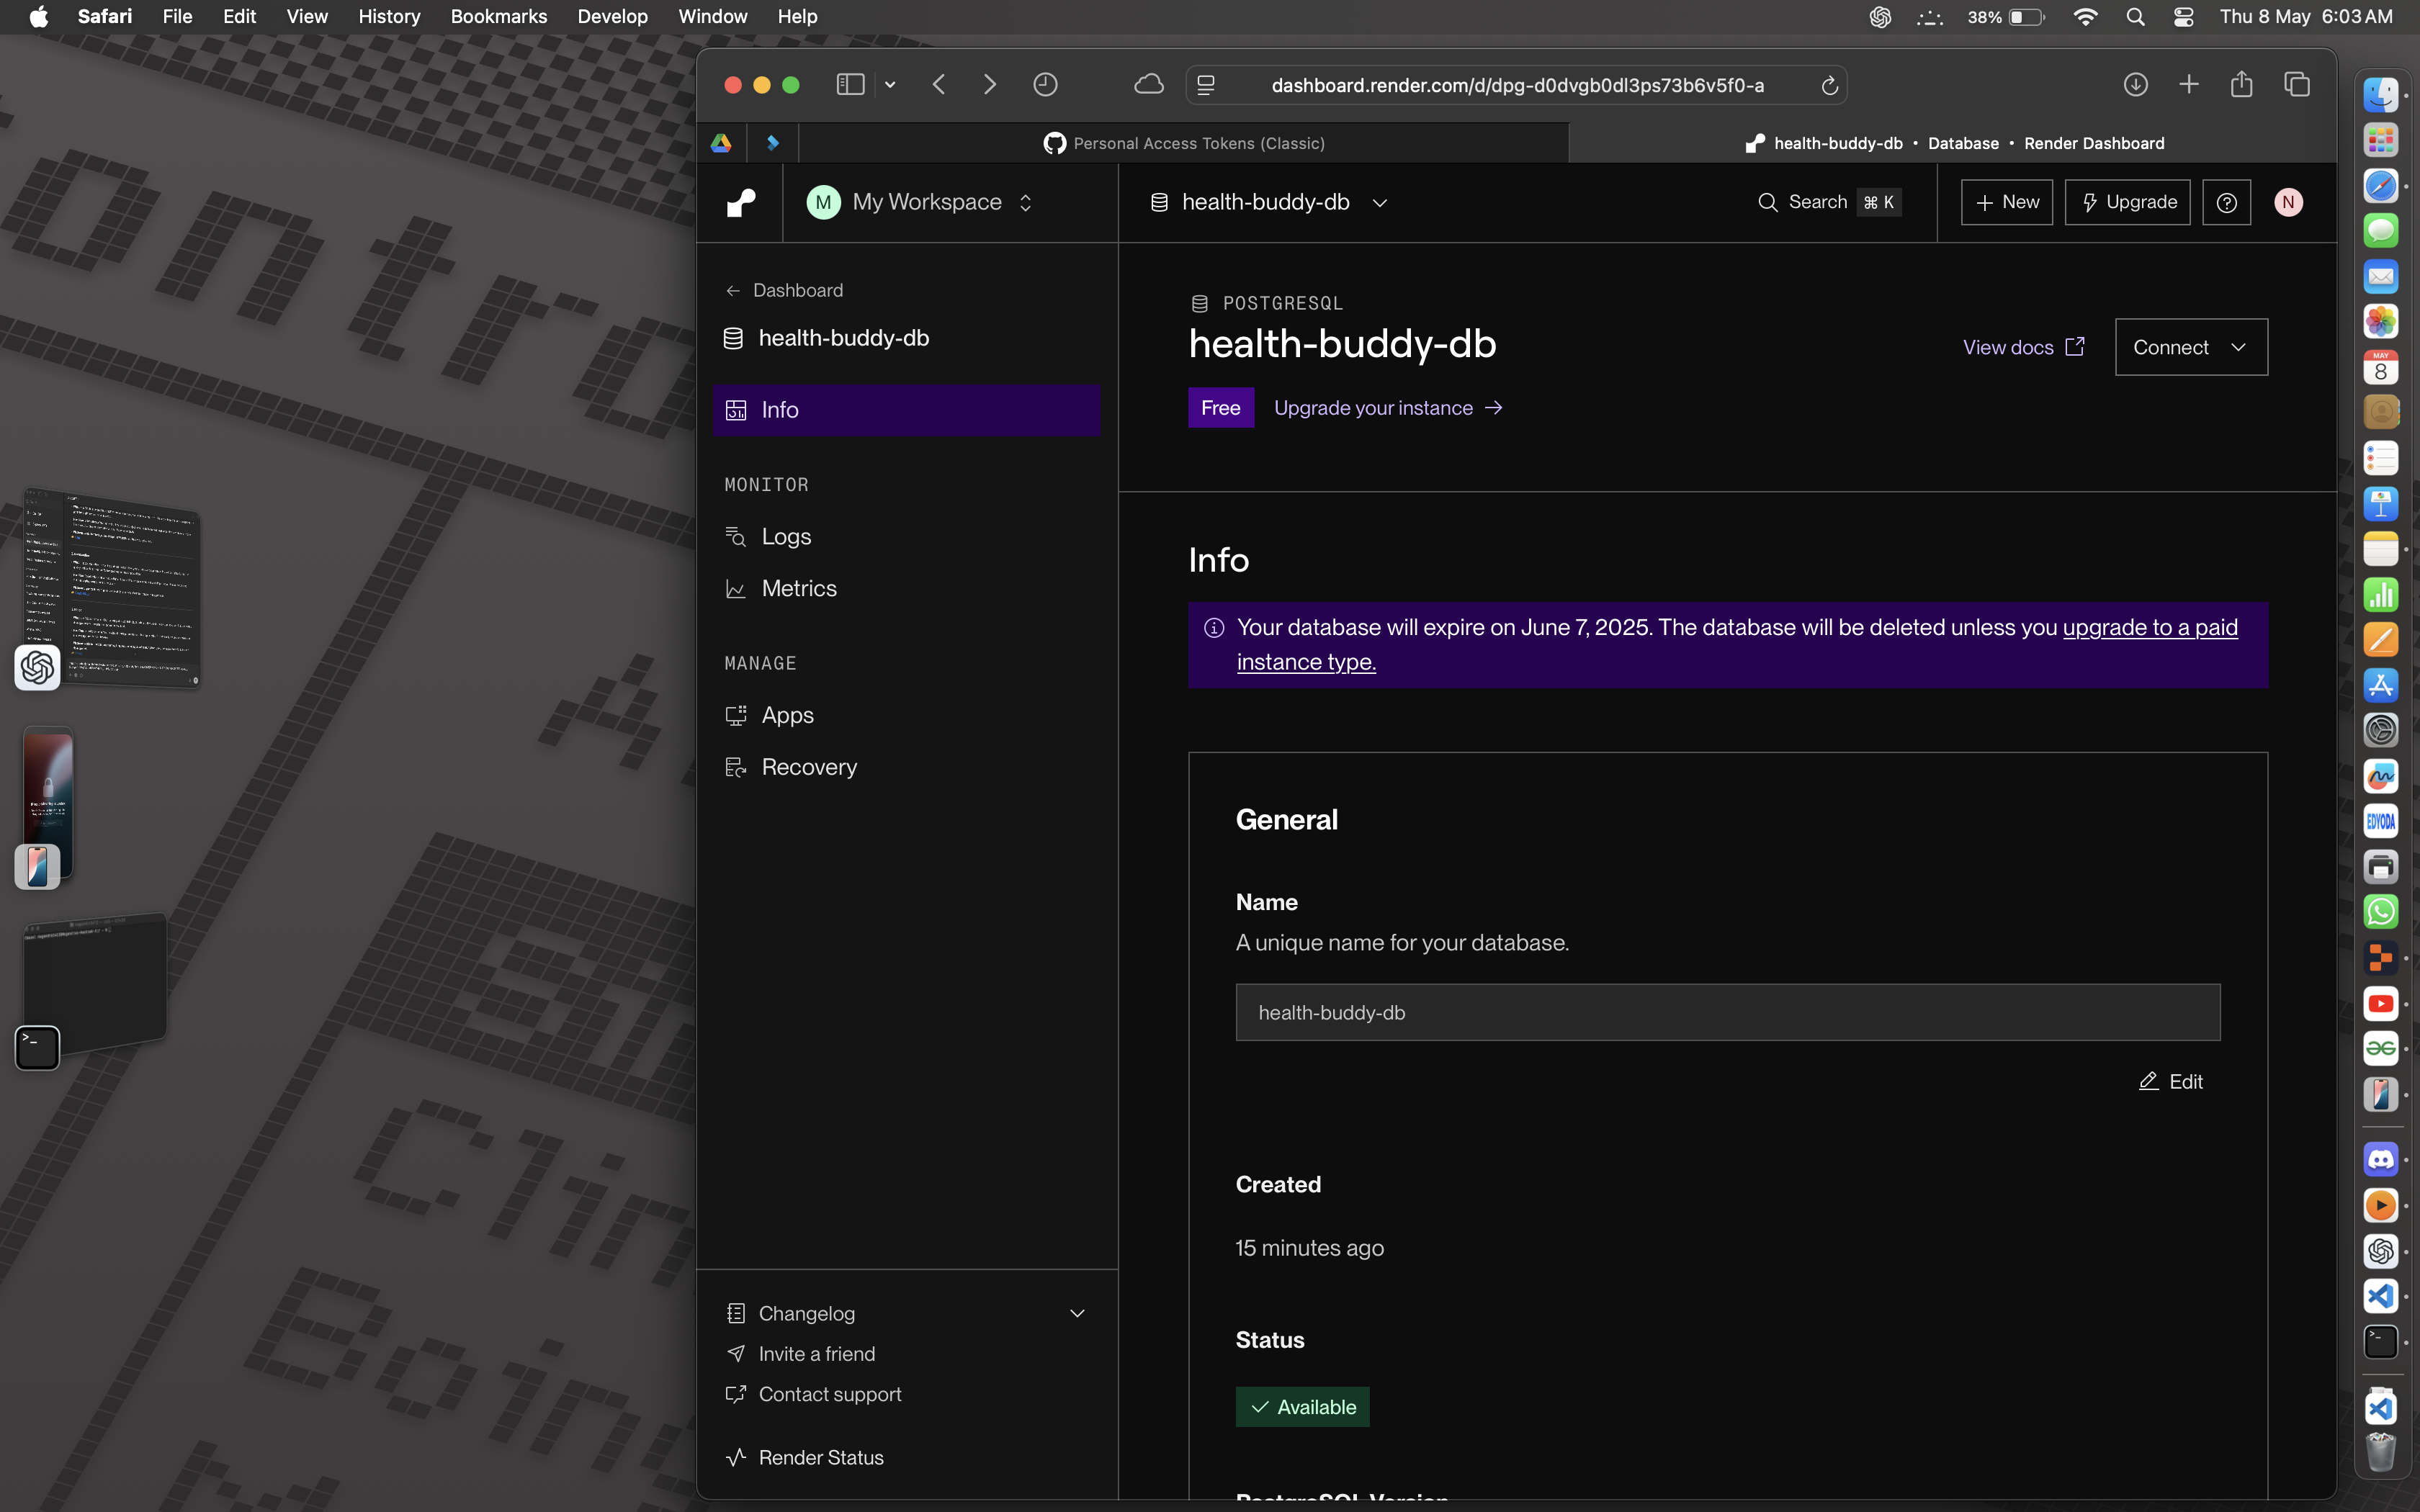 Safari File Edit View History Bookmarks Develop Window Help 38% Thu 8 May 6:03 AM
dashboard.render.com/d/dpg-d0dvgb0dl3ps73b6v5f0-a
Personal Access Tokens (Classic)
health-buddy-db • Database • Render Dashboard
M My Workspace
health-buddy-db
Search ⌘ K
+ New
Upgrade
N
← Dashboard
health-buddy-db
Info
MONITOR
Logs
Metrics
MANAGE
Apps
Recovery
Changelog
Invite a friend
Contact support
Render Status
POSTGRESQL
health-buddy-db
View docs
Connect
Free Upgrade your instance →
Info
Your database will expire on June 7, 2025. The database will be deleted unless you upgrade to a paid
instance type.
General
Name
A unique name for your database.
health-buddy-db
Edit
Created
15 minutes ago
Status
Available
PostgreSQL Version
MAY
8
EDYODA